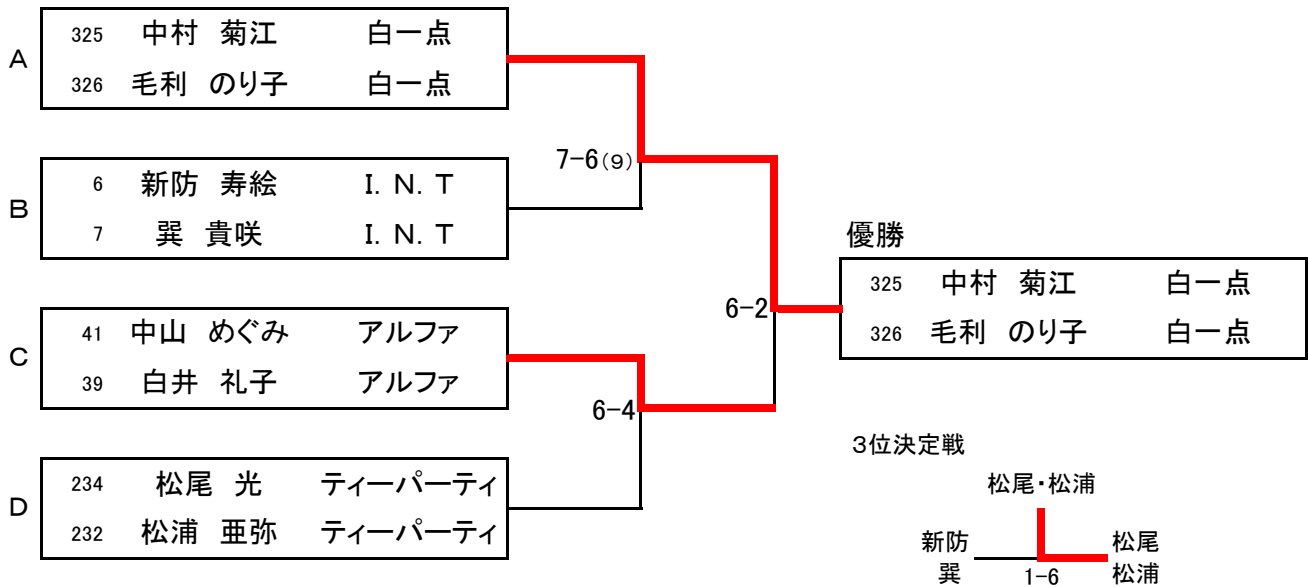 A
325 中村 菊江 白一点
326 毛利 のり子 白一点
7-6(9)
B
6 新防 寿絵 I. N. T
7 巽 貴咲 I. N. T
優勝
325 中村 菊江 白一点
326 毛利 のり子 白一点
6-2
C
41 中山 めぐみ アルファ
39 白井 礼子 アルファ
6-4
D
234 松尾 光 ティーパーティ
232 松浦 亜弥 ティーパーティ
3位決定戦
松尾・松浦
新防 松尾
巽 1-6 松浦